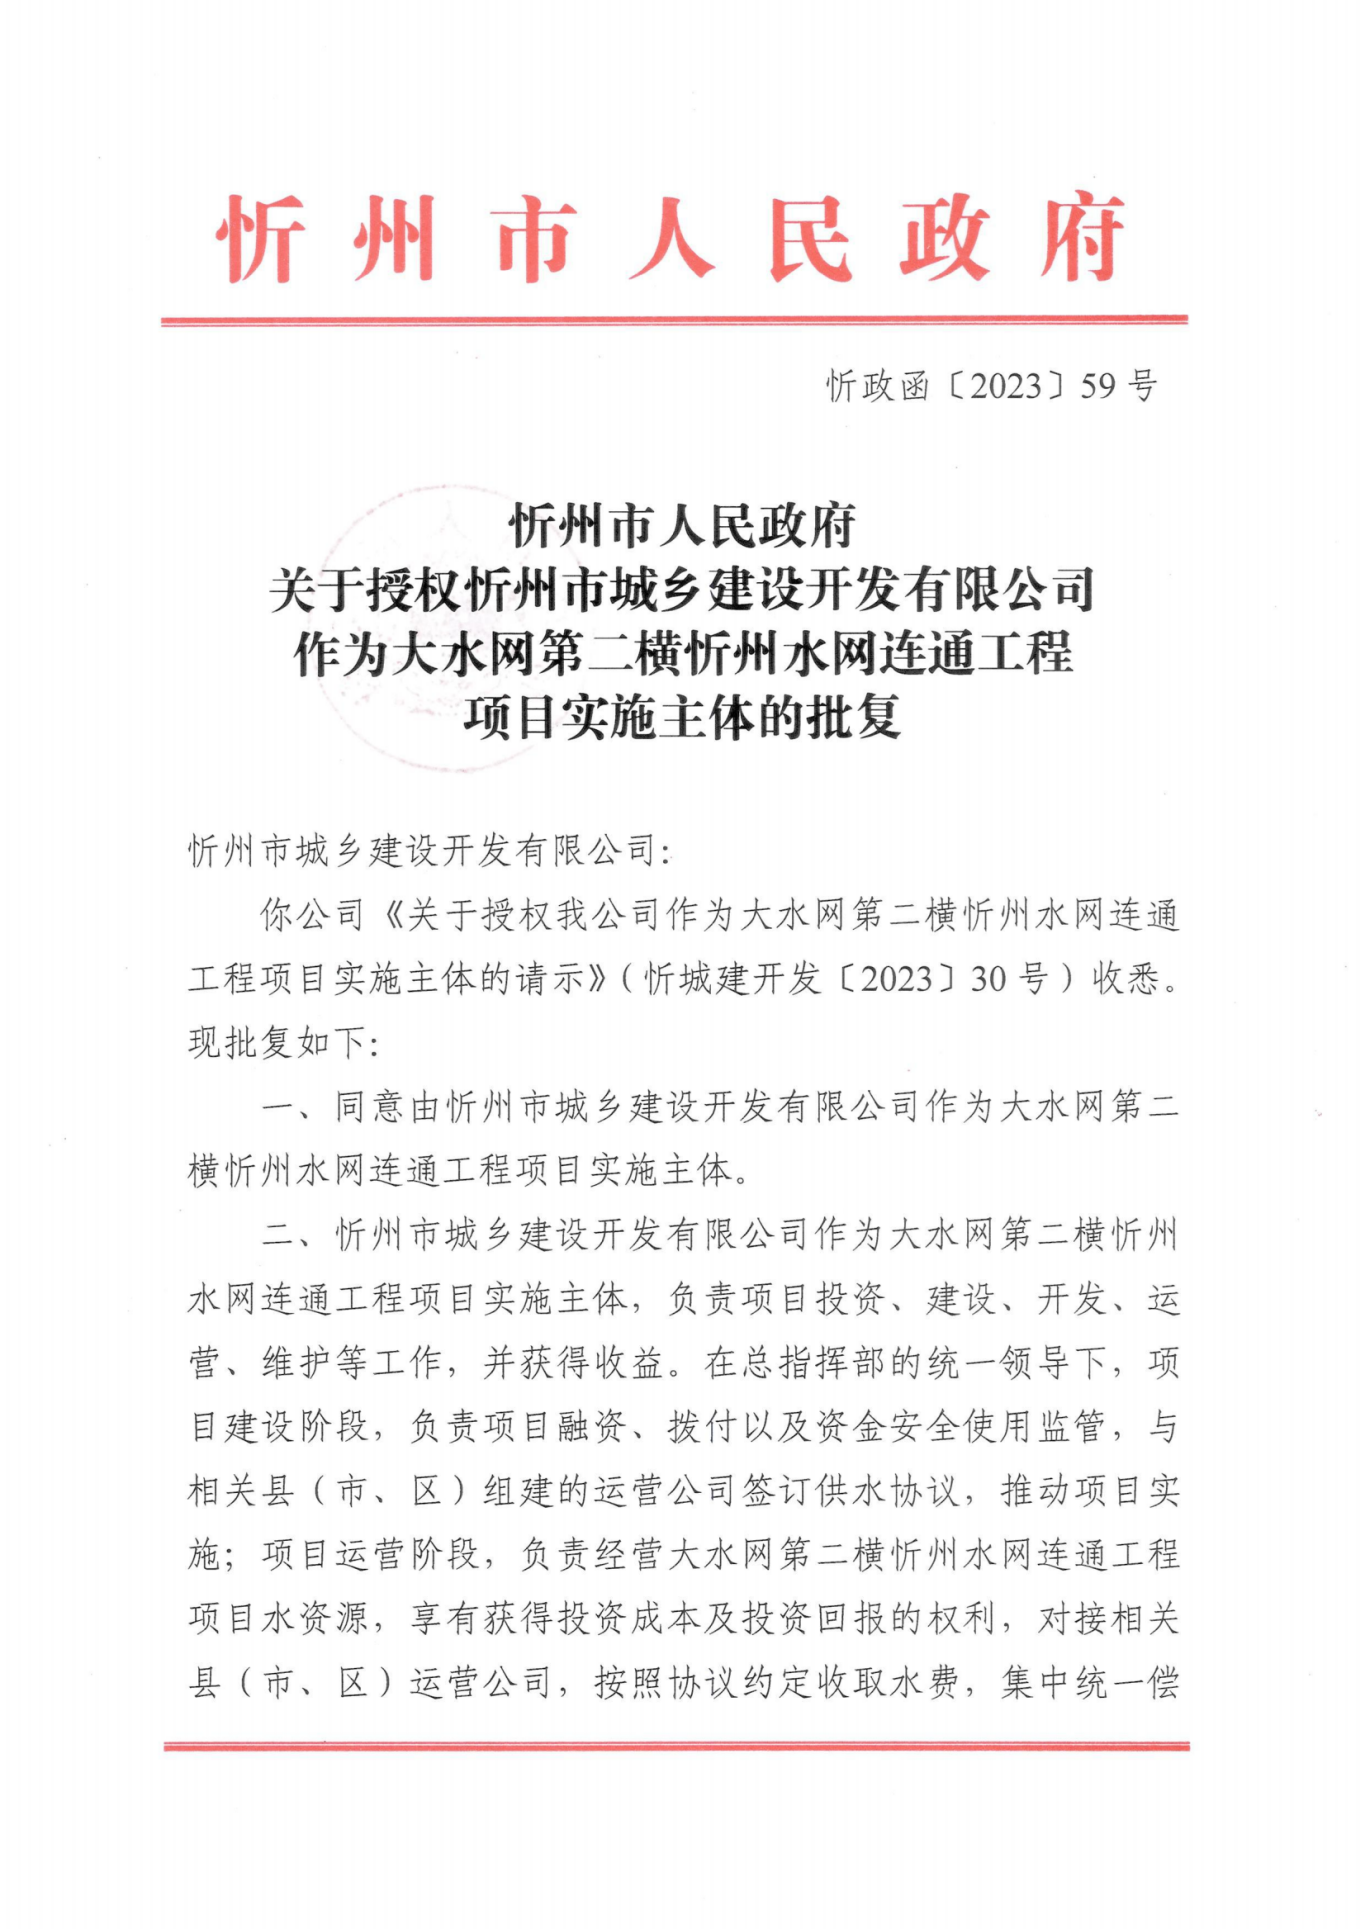 忻州市人民政府
忻政函〔2023〕59号
忻州市人民政府
关于授权忻州市城乡建设开发有限公司
作为大水网第二横忻州水网连通工程
项目实施主体的批复
忻州市城乡建设开发有限公司：
你公司《关于授权我公司作为大水网第二横忻州水网连通
工程项目实施主体的请示》（忻城建开发〔2023〕30号）收悉。
现批复如下：
一、同意由忻州市城乡建设开发有限公司作为大水网第二
横忻州水网连通工程项目实施主体。
二、忻州市城乡建设开发有限公司作为大水网第二横忻州
水网连通工程项目实施主体，负责项目投资、建设、开发、运
营、维护等工作，并获得收益。在总指挥部的统一领导下，项
目建设阶段，负责项目融资、拨付以及资金安全使用监管，与
相关县（市、区）组建的运营公司签订供水协议，推动项目实
施；项目运营阶段，负责经营大水网第二横忻州水网连通工程
项目水资源，享有获得投资成本及投资回报的权利，对接相关
县（市、区）运营公司，按照协议约定收取水费，集中统一偿